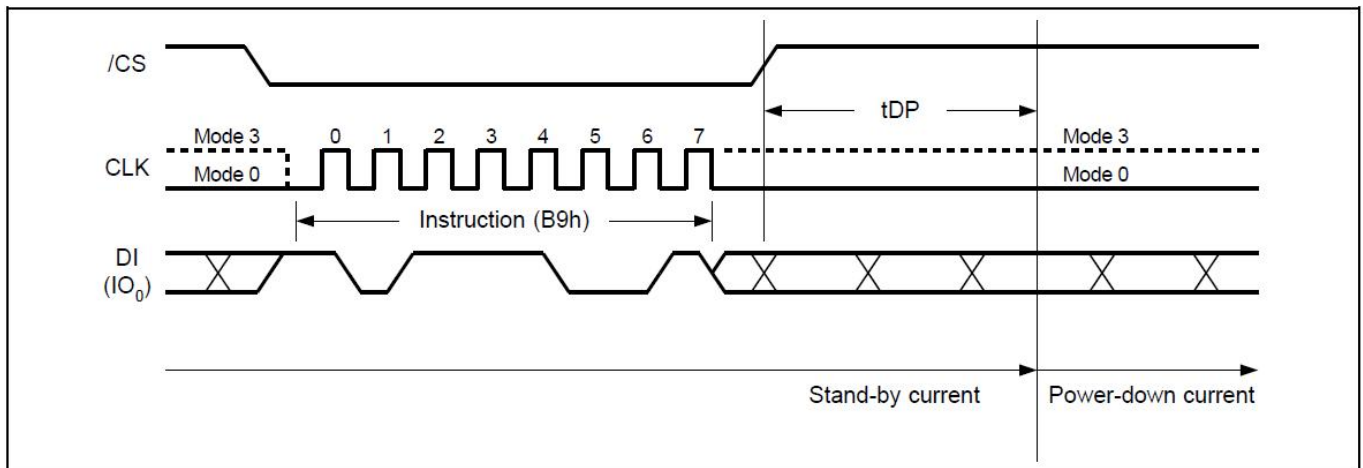 /CS
tDP
Mode 3 0 1 2 3 4 5 6 7 Mode 3
CLK
Mode 0 Mode 0
Instruction (B9h)
DI
(IO₀)
Stand-by current Power-down current